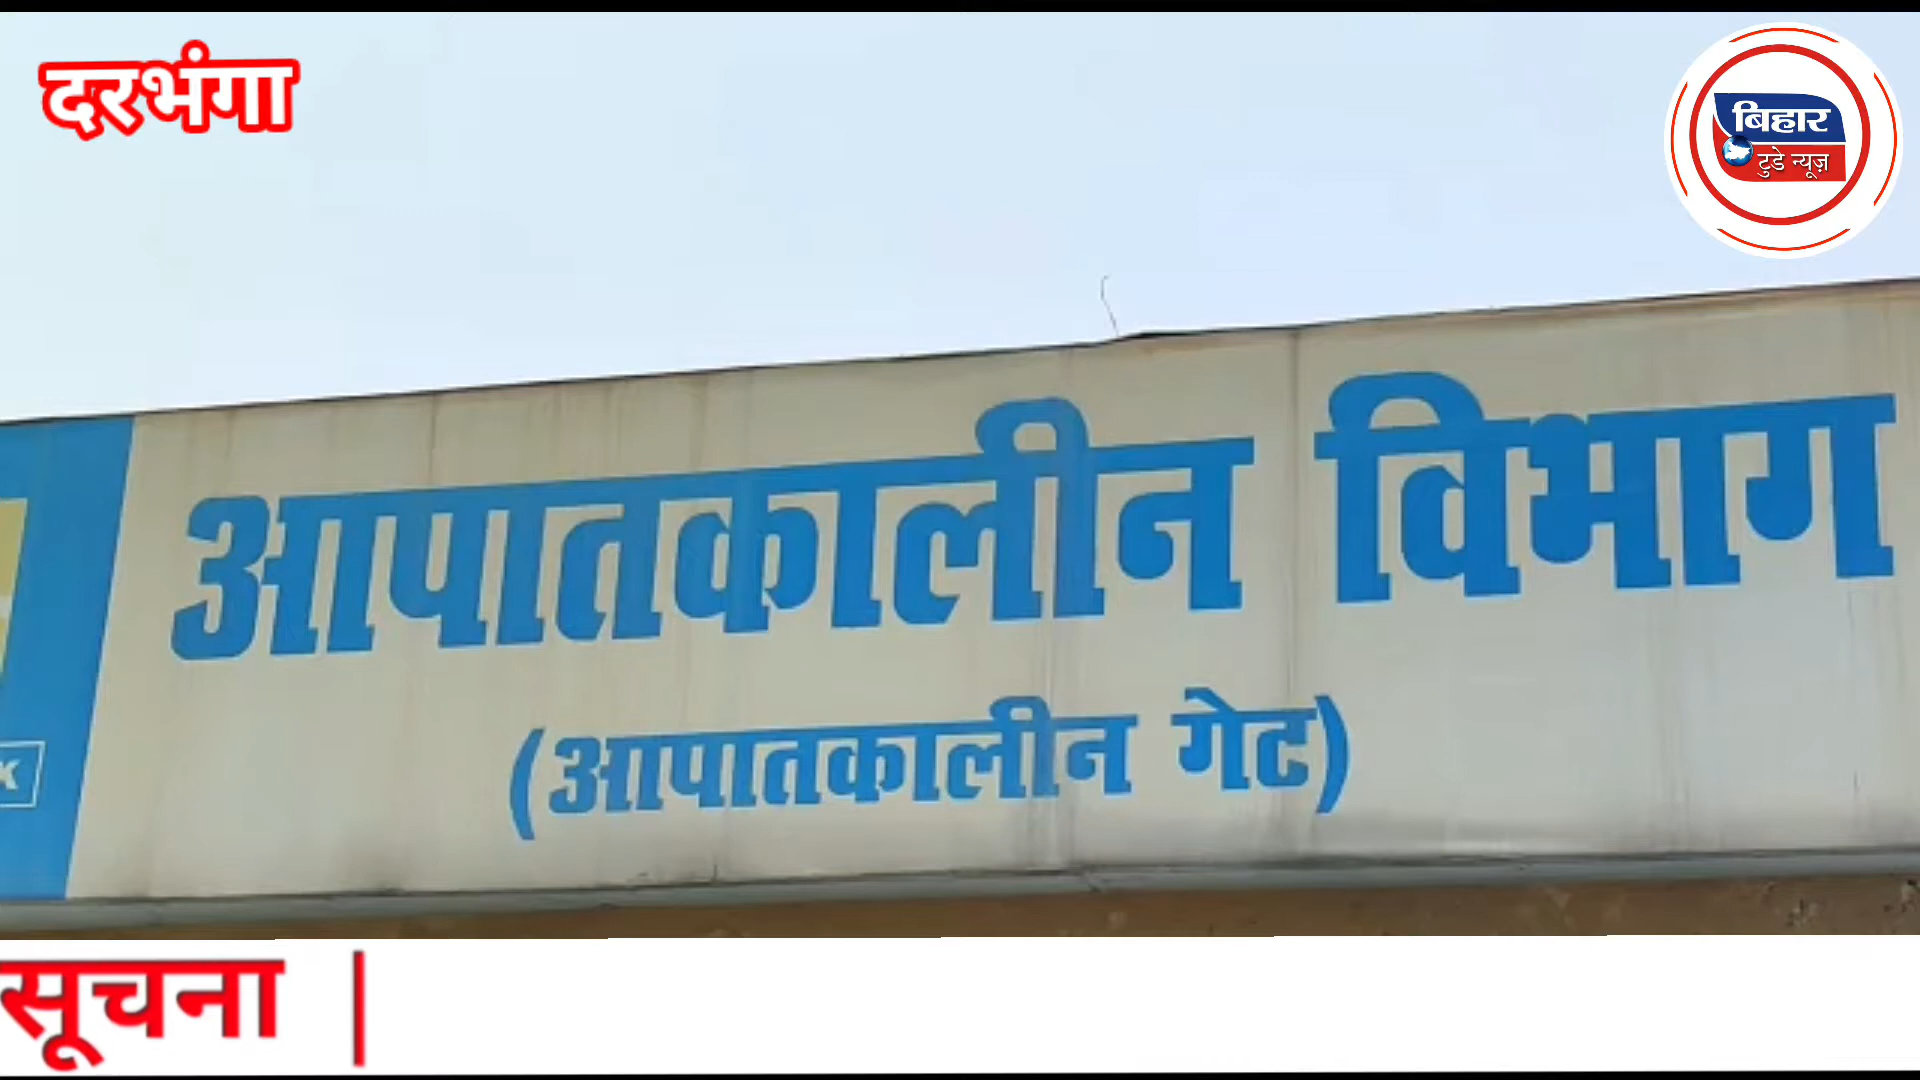 दरभंगा
बिहार
टुडे न्यूज़
आपातकालीन विभाग
(आपातकालीन गेट)
K
सूचना |